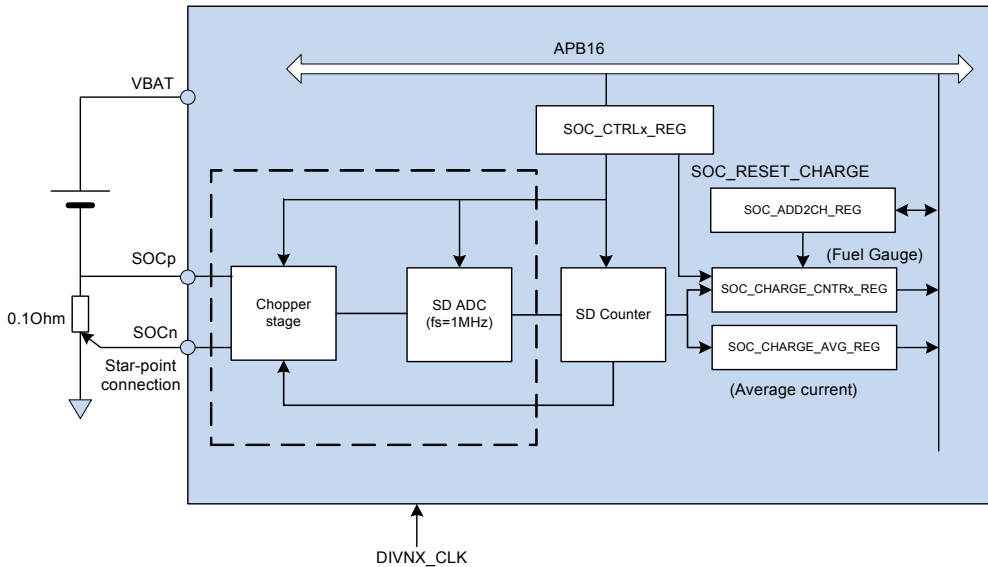 APB16
VBAT
SOC_CTRLx_REG
SOC_RESET_CHARGE
SOC_ADD2CH_REG
SOCp
(Fuel Gauge)
Chopper
stage
SD ADC
(fs=1MHz)
SD Counter
SOC_CHARGE_CNTRx_REG
0.1Ohm
SOCn
SOC_CHARGE_AVG_REG
Star-point
connection
(Average current)
DIVNX_CLK